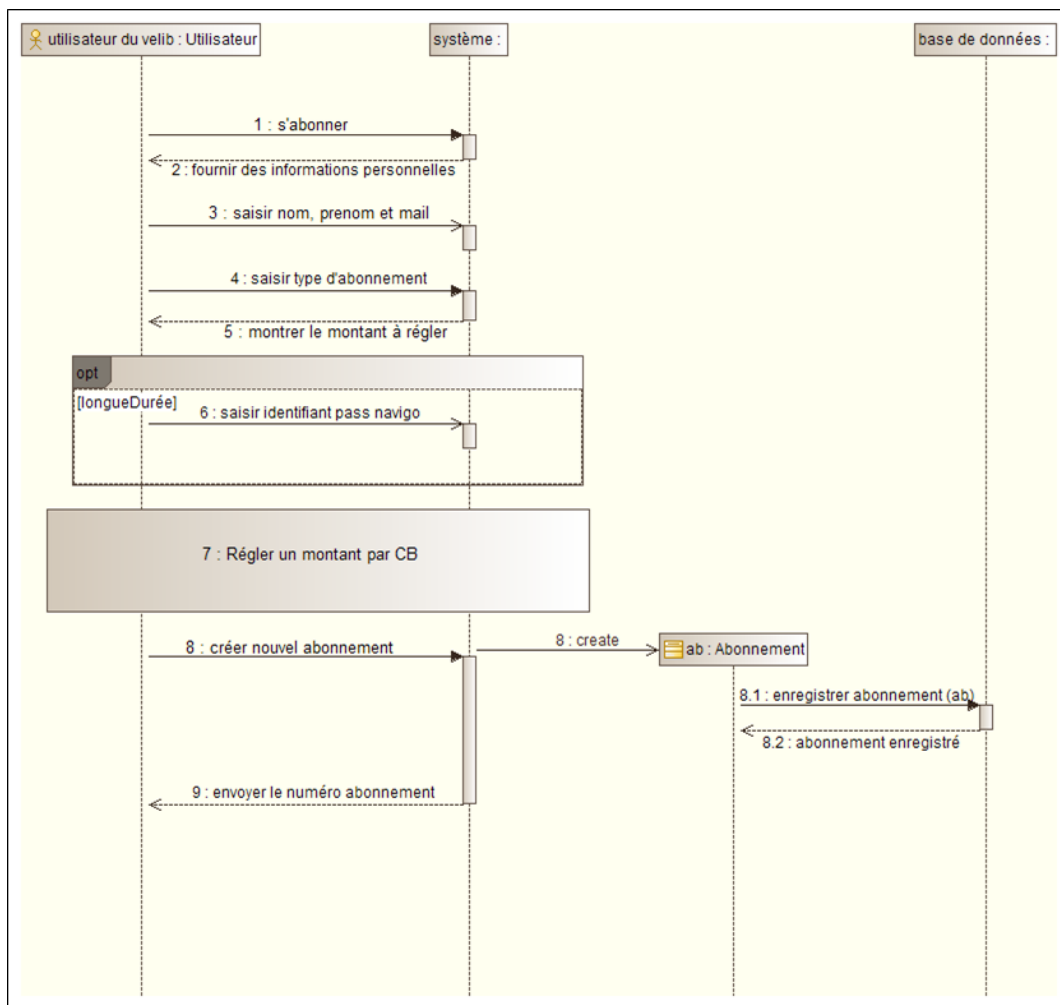 utilisateur du velib : Utilisateur
système :
base de données :
1 : s'abonner
2 : fournir des informations personnelles
3 : saisir nom, prenom et mail
4 : saisir type d'abonnement
5 : montrer le montant à régler
opt
[longueDurée]
6 : saisir identifiant pass navigo
7 : Régler un montant par CB
8 : créer nouvel abonnement
8 : create
ab : Abonnement
8.1 : enregistrer abonnement (ab)
8.2 : abonnement enregistré
9 : envoyer le numéro abonnement